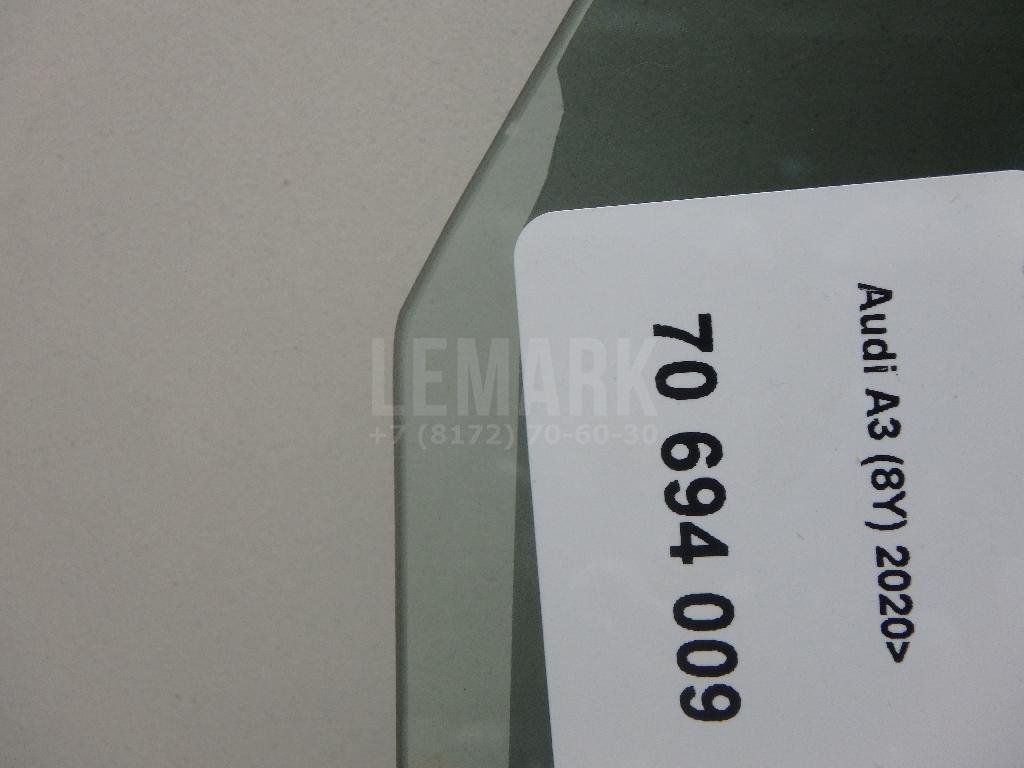 Audi A3 (8Y) 2020>
70 694 009
LEMARK
+7 (8172) 70-60-30